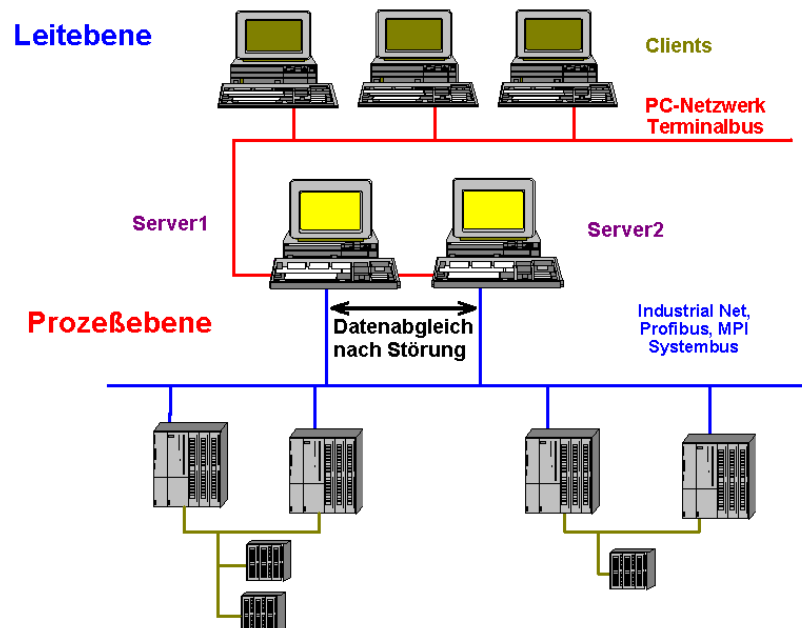 Leitebene
Clients
PC-Netzwerk
Terminalbus
Server1
Server2
Prozeßebene
Datenabgleich
nach Störung
Industrial Net,
Profibus, MPI
Systembus